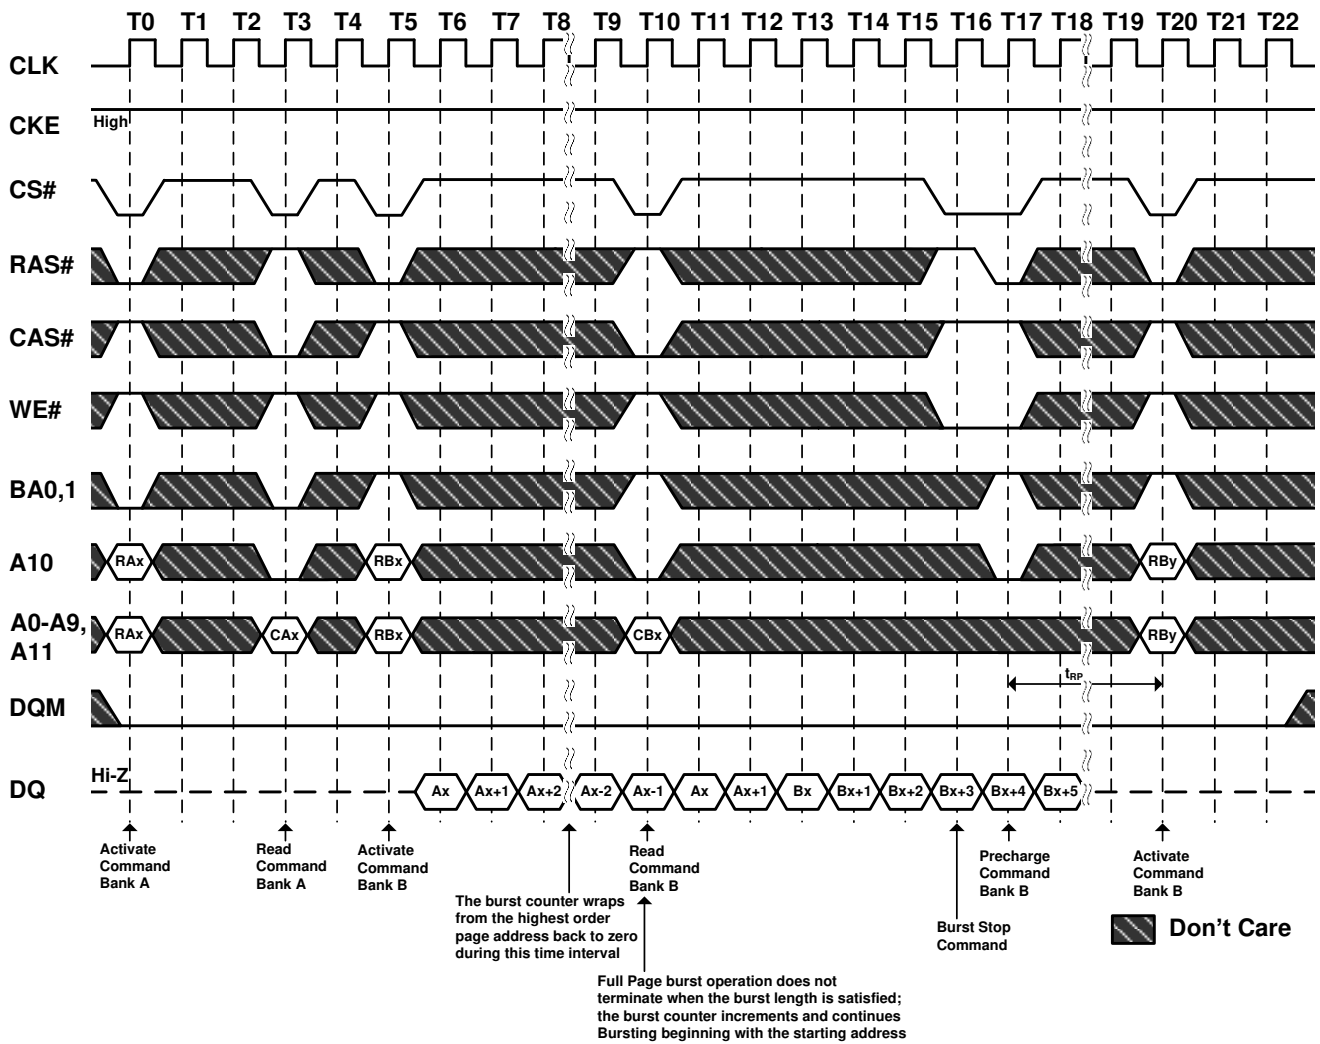 T0 T1 T2 T3 T4 T5 T6 T7 T8 T9 T10 T11 T12 T13 T14 T15 T16 T17 T18 T19 T20 T21 T22
CLK
CKE High
CS#
RAS#
CAS#
WE#
BA0,1
A10 RAx RBx RBy
A0-A9, A11 RAx CAx RBx CBx RBy
tRP
DQM
DQ Hi-Z Ax Ax+1 Ax+2 Ax-2 Ax-1 Ax Ax+1 Bx Bx+1 Bx+2 Bx+3 Bx+4 Bx+5
Activate
Command
Bank A
Read
Command
Bank A
Activate
Command
Bank B
The burst counter wraps
from the highest order
page address back to zero
during this time interval
Read
Command
Bank B
Full Page burst operation does not
terminate when the burst length is satisfied;
the burst counter increments and continues
Bursting beginning with the starting address
Burst Stop
Command
Precharge
Command
Bank B
Activate
Command
Bank B
Don't Care